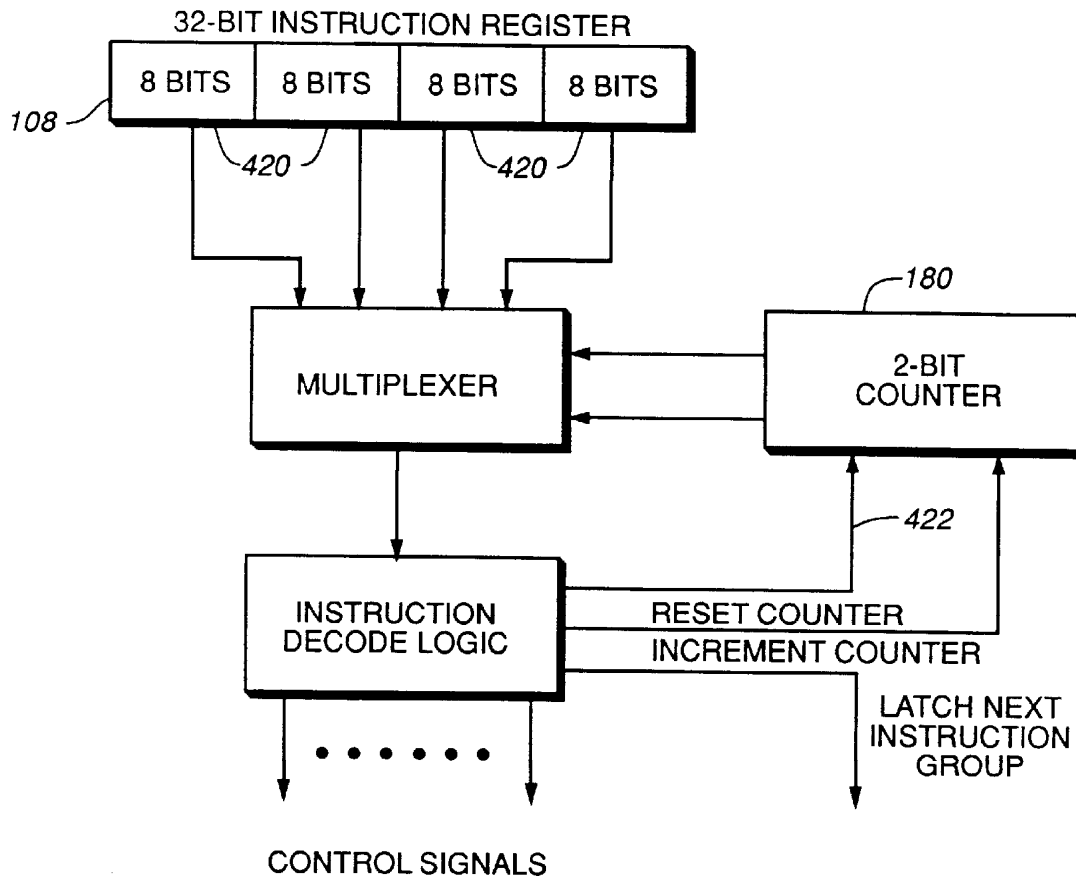 32-BIT INSTRUCTION REGISTER
8 BITS 8 BITS 8 BITS 8 BITS
108
420 420
180
MULTIPLEXER
2-BIT
COUNTER
422
INSTRUCTION
DECODE LOGIC
RESET COUNTER
INCREMENT COUNTER
LATCH NEXT
INSTRUCTION
GROUP
CONTROL SIGNALS